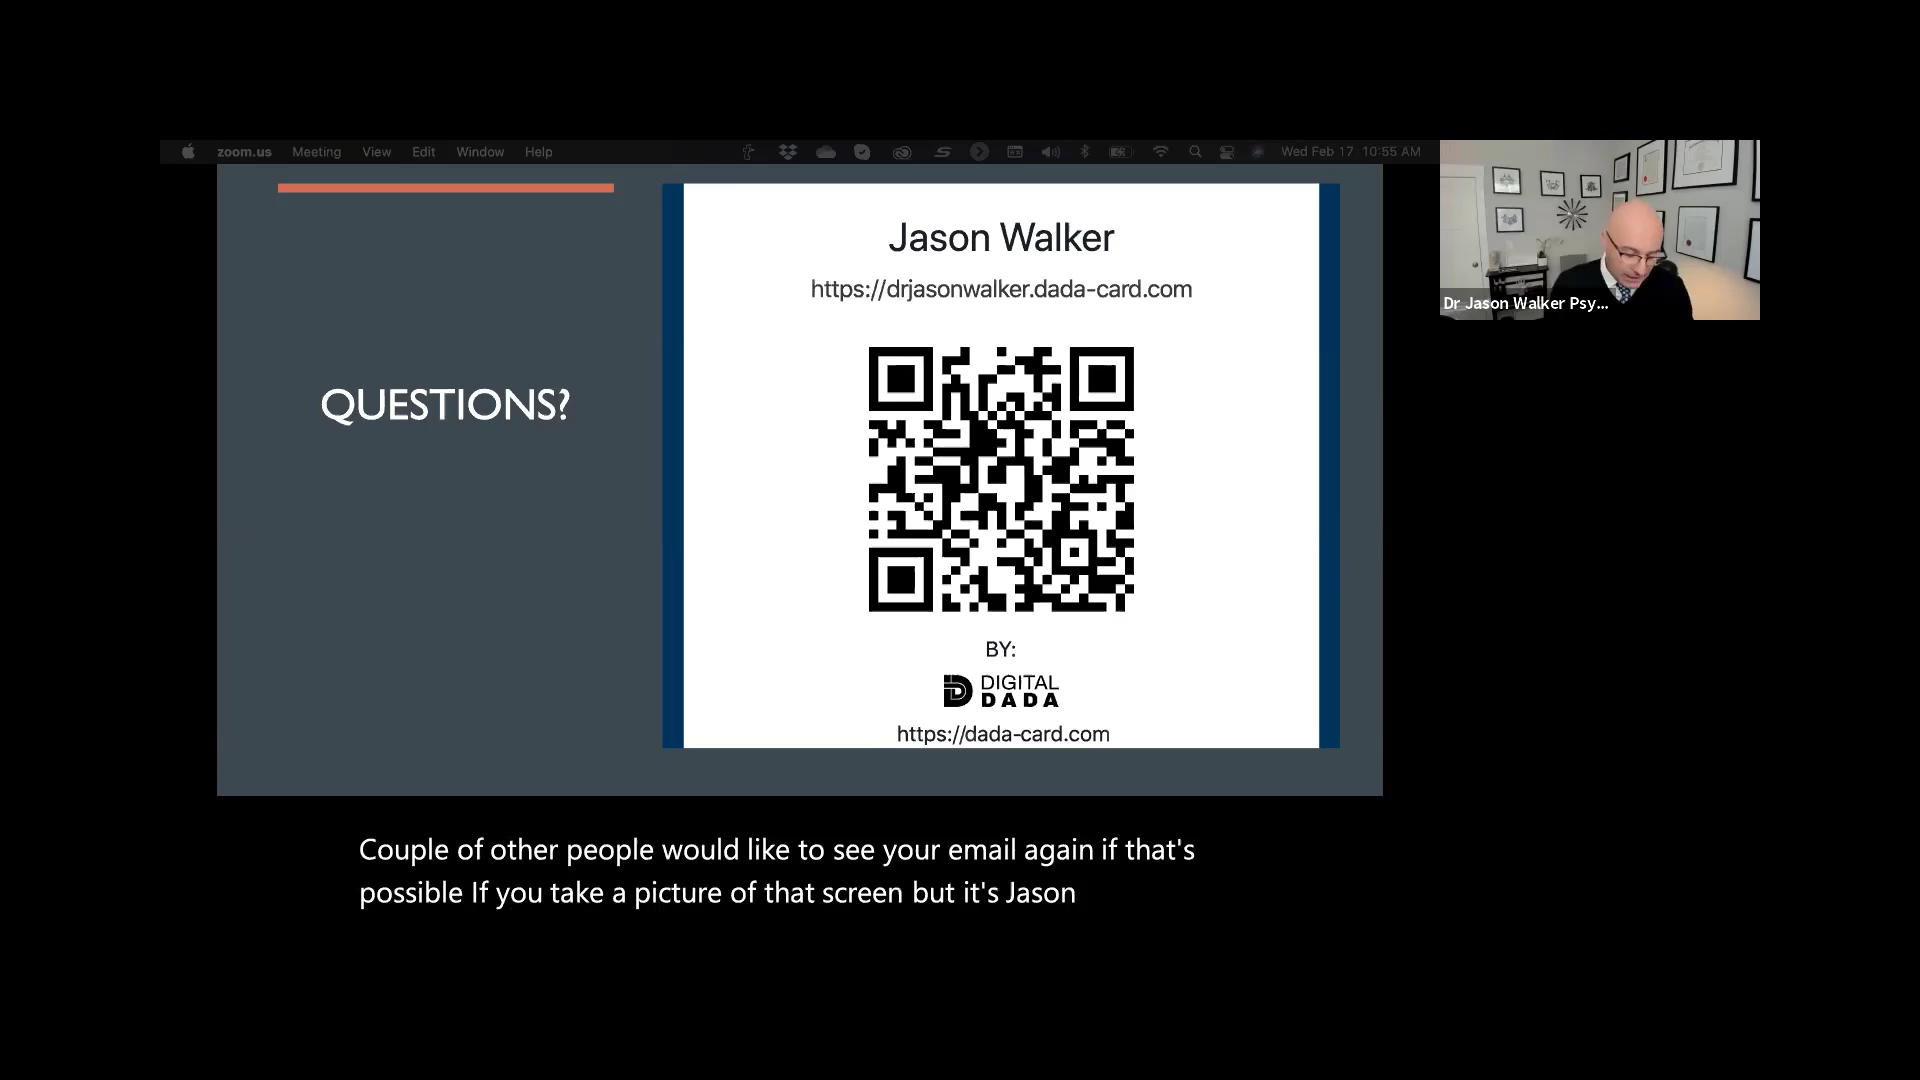 zoom.us Meeting View Edit Window Help Wed Feb 17 10:55 AM
QUESTIONS?
Jason Walker
https://drjasonwalker.dada-card.com
BY:
DIGITAL
DADA
https://dada-card.com
Dr Jason Walker Psy...
Couple of other people would like to see your email again if that's
possible If you take a picture of that screen but it's Jason